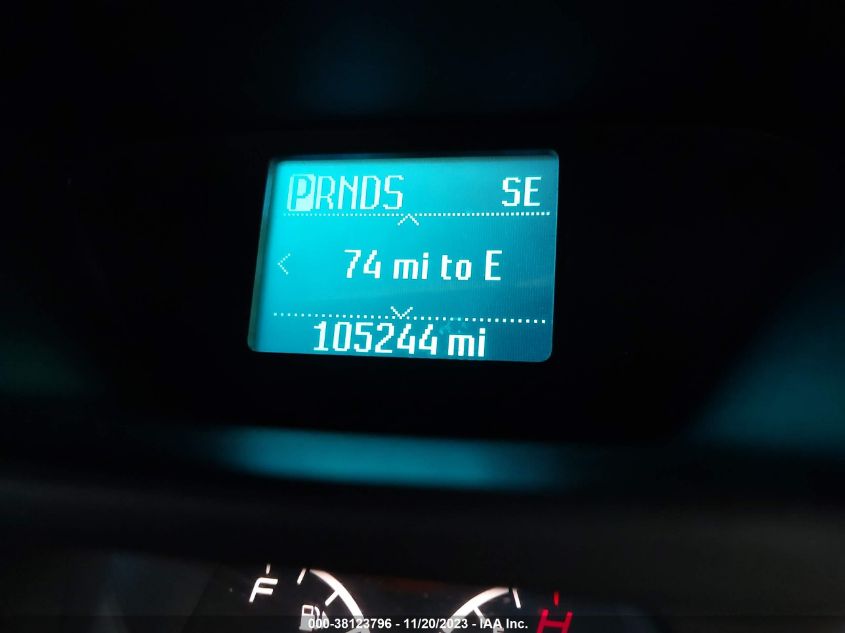 PRNDS SE
74 mi to E
105244 mi
F H
000-38123796 - 11/20/2023 - IAA Inc.